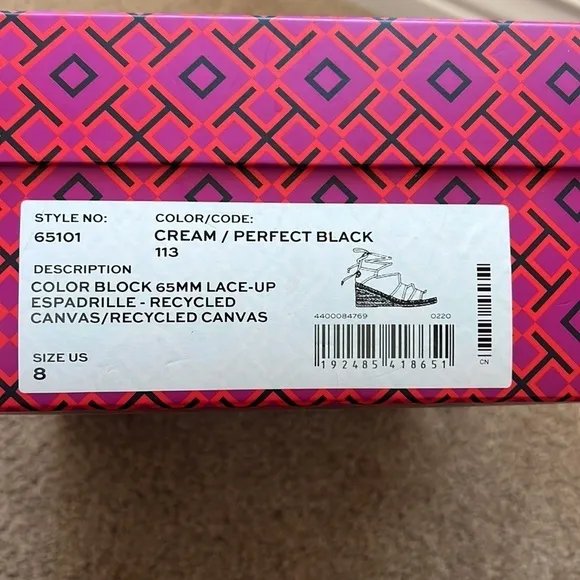 STYLE NO: COLOR/CODE:
65101 CREAM / PERFECT BLACK
113
DESCRIPTION
COLOR BLOCK 65MM LACE-UP
ESPADRILLE - RECYCLED
CANVAS/RECYCLED CANVAS
4400084769 0220
SIZE US
8
192485 418651
CN